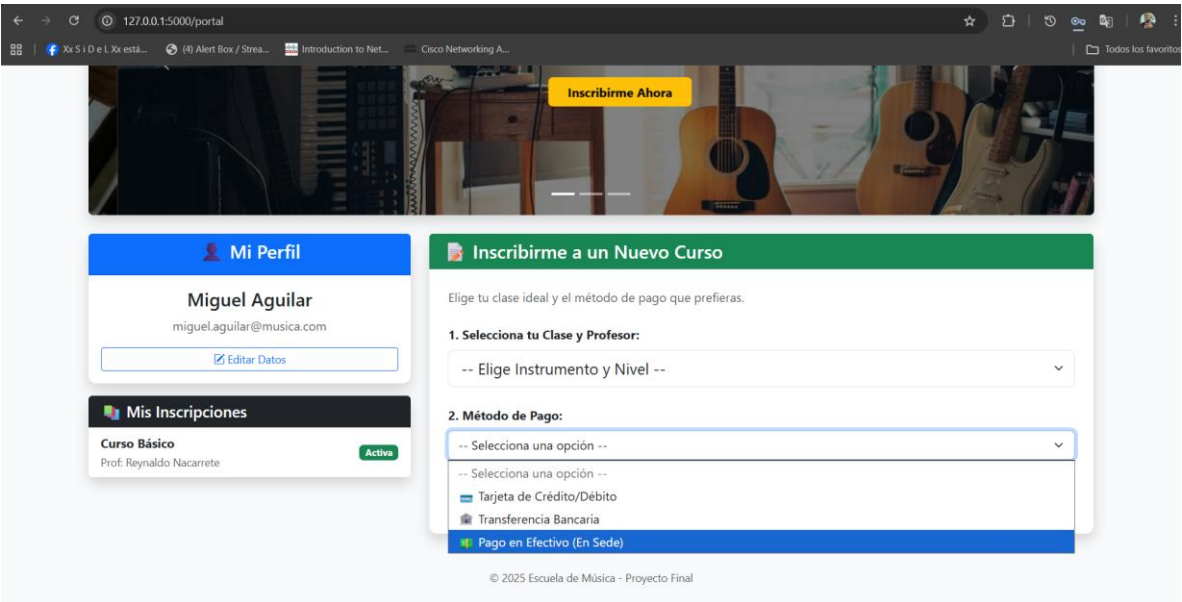 127.0.0.1:5000/portal
Xx S i D e L Xx está...
(4) Alert Box / Strea...
Introduction to Net...
Cisco Networking A...
Todos los favoritos
Inscribirme Ahora
Mi Perfil
Miguel Aguilar
miguel.aguilar@musica.com
Editar Datos
Mis Inscripciones
Curso Básico
Prof: Reynaldo Nacarrete
Activa
Inscribirme a un Nuevo Curso
Elige tu clase ideal y el método de pago que prefieras.
1. Selecciona tu Clase y Profesor:
-- Elige Instrumento y Nivel --
2. Método de Pago:
-- Selecciona una opción --
-- Selecciona una opción --
Tarjeta de Crédito/Débito
Transferencia Bancaria
Pago en Efectivo (En Sede)
© 2025 Escuela de Música - Proyecto Final